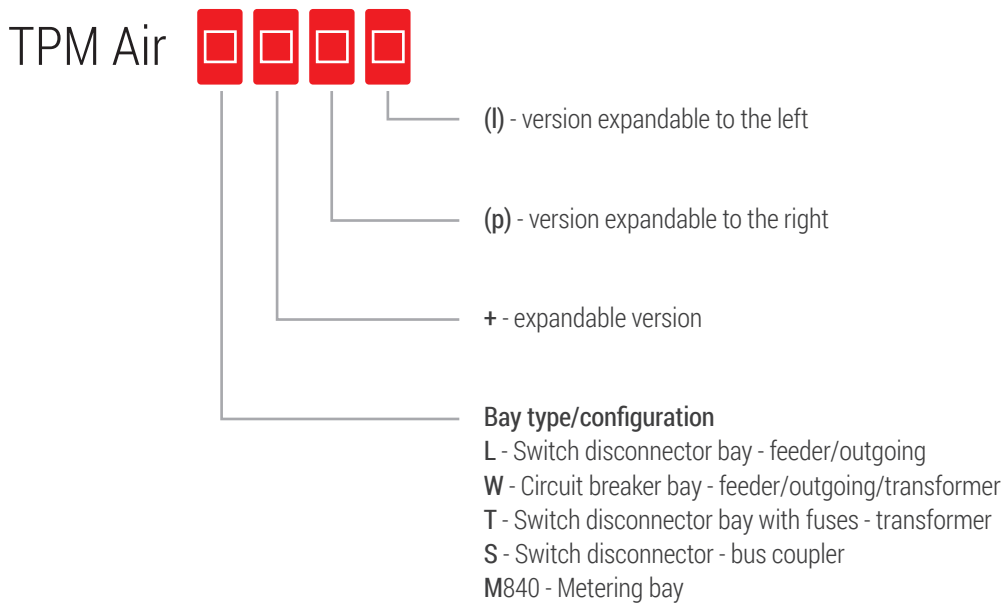 TPM Air
(l) - version expandable to the left
(p) - version expandable to the right
+ - expandable version
Bay type/configuration
L - Switch disconnector bay - feeder/outgoing
W - Circuit breaker bay - feeder/outgoing/transformer
T - Switch disconnector bay with fuses - transformer
S - Switch disconnector - bus coupler
M840 - Metering bay